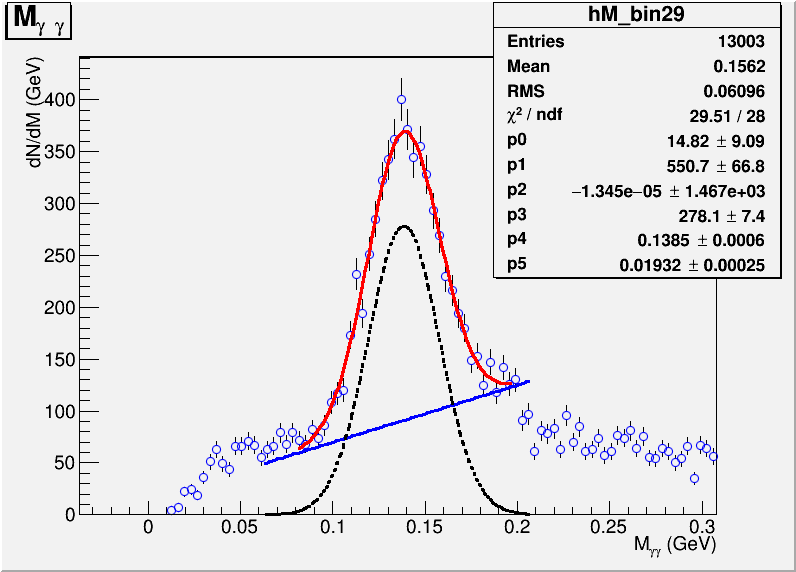 Mγ γ
hM_bin29
Entries 13003
Mean 0.1562
RMS 0.06096
χ² / ndf 29.51 / 28
p0 14.82 ± 9.09
p1 550.7 ± 66.8
p2 −1.345e−05 ± 1.467e+03
p3 278.1 ± 7.4
p4 0.1385 ± 0.0006
p5 0.01932 ± 0.00025
dN/dM (GeV)
400
350
300
250
200
150
100
50
0
0 0.05 0.1 0.15 0.2 0.25 0.3
Mγγ (GeV)